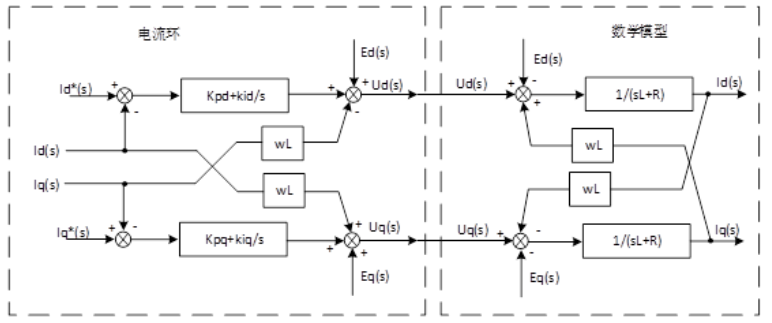 电流环
数学模型
Ed(s)
Ed(s)
Id*(s)
+
-
Kpd+kid/s
+
+
-
Ud(s)
Ud(s)
+
-
+
1/(sL+R)
Id(s)
Id(s)
wL
wL
Iq(s)
wL
wL
Iq*(s)
+
-
Kpq+kiq/s
+
+
+
Uq(s)
Uq(s)
+
-
-
1/(sL+R)
Iq(s)
Eq(s)
Eq(s)